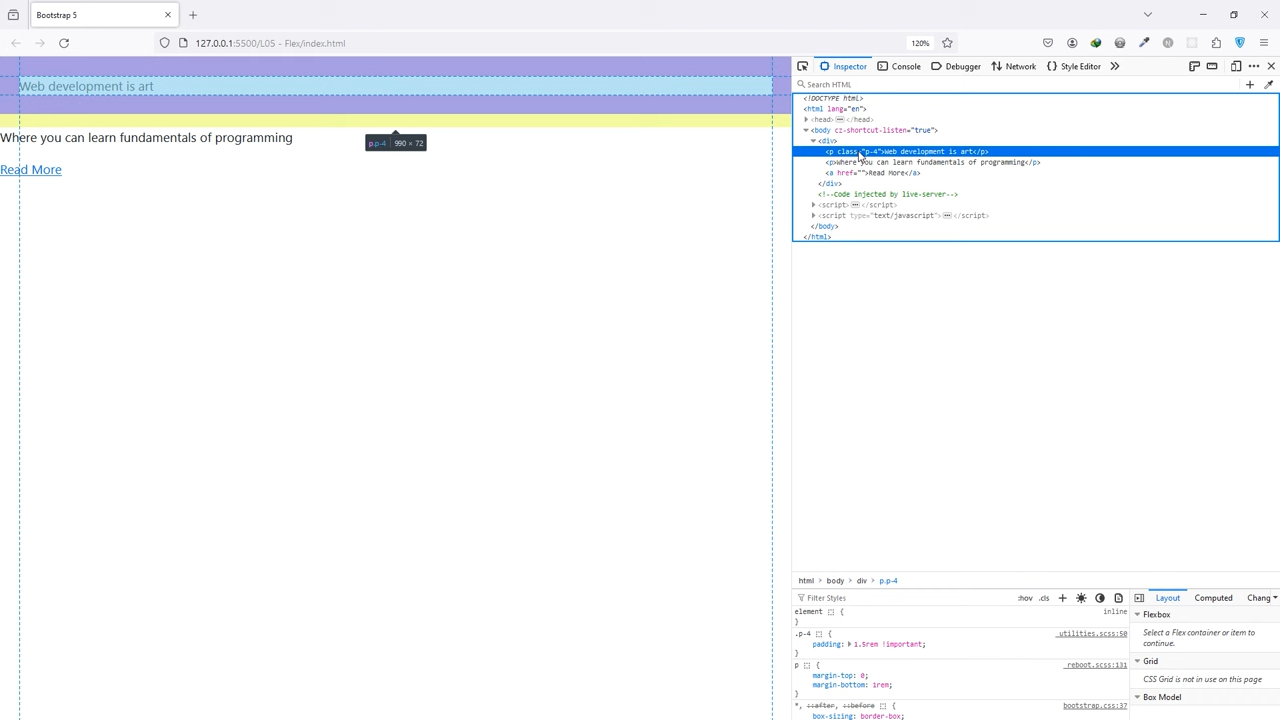 Bootstrap 5
127.0.0.1:5500/L05 - Flex/index.html
120%
Inspector Console Debugger Network Style Editor
Search HTML
Web development is art
Where you can learn fundamentals of programming
p.p-4 990 × 72
Read More
<!DOCTYPE html>
<html lang="en">
<head> </head>
<body cz-shortcut-listen="true">
<div>
<p class="p-4">Web development is art</p>
<p>Where you can learn fundamentals of programming</p>
<a href="">Read More</a>
</div>
<!--Code injected by live-server-->
<script> </script>
<script type="text/javascript"> </script>
</body>
</html>
html body div p.p-4
Filter Styles :hov .cls Layout Computed Chang
element { inline
}
.p-4 { _utilities.scss:50
padding: 1.5rem !important;
}
p { _reboot.scss:131
margin-top: 0;
margin-bottom: 1rem;
}
*, ::after, ::before { bootstrap.css:37
box-sizing: border-box;
Flexbox
Select a Flex container or item to
continue.
Grid
CSS Grid is not in use on this page
Box Model